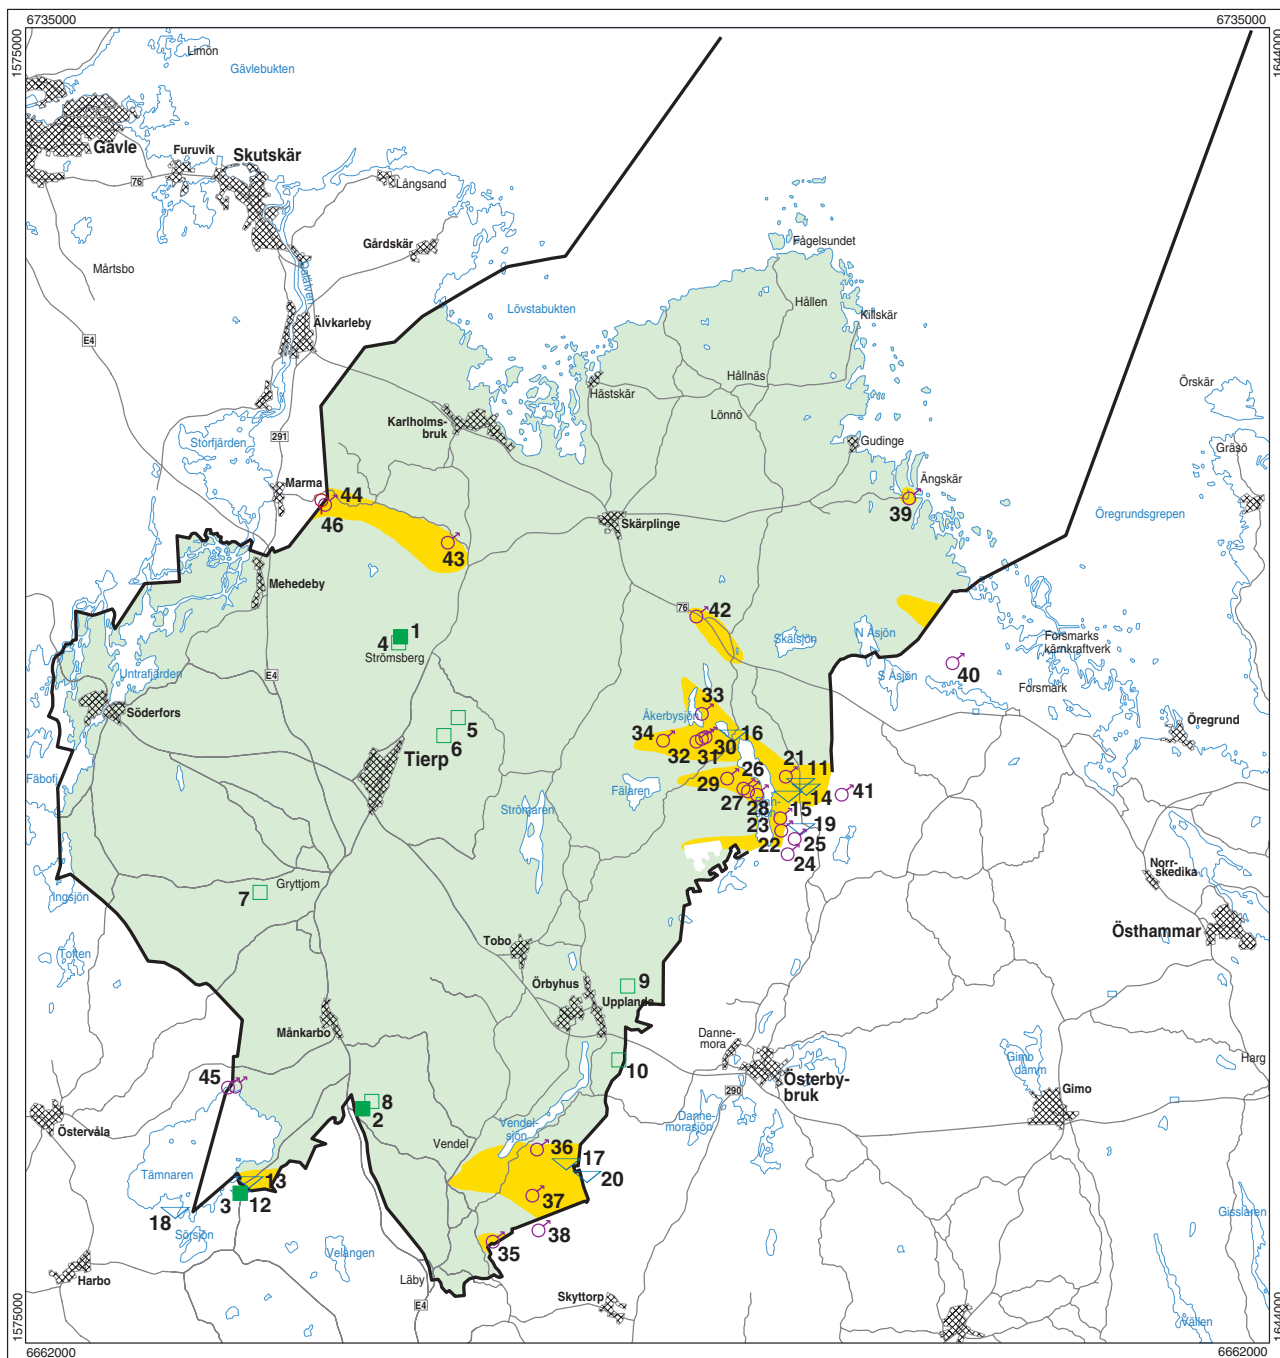 6735000
6735000
1575000
1644000
Limön
Gävlebukten
Gävle
Furuvik
Skutskär
76
Långsand
Gårdskär
Mårtsbo
Dalälven
Fågelsundet
Lövstabukten
Hållen
Killskär
Älvkarleby
E4
Hållnäs
Hästskär
Lönnö
Örskär
Karlholms-
bruk
Storfjärden
291
Gudinge
Gräsö
Marma
44
46
Ängskär
39
Skärplinge
Öregrundsgrepen
43
Mehedeby
76
42
1
4
Strömsberg
Skälsjön
N Åsjön
Forsmarks
kärnkraftverk
S Åsjön
40
Forsmark
Untrafjärden
E4
Söderfors
5
6
Tierp
33
Åkerbysjön
34
32
31
30
16
Öregrund
Fäbofj
Strömaren
Fälaren
29
26
27
28
21
11
14
41
15
23
19
22
25
24
Ingsjön
7
Gryttjom
Norr-
skedika
Östhammar
Toften
Tobo
Örbyhus
9
Upplanda
Månkarbo
Danne-
mora
10
Österby-
bruk
290
Gimo
damm
Harg
Gimo
45
8
2
Östervåla
Vendel
Vendel-
sjön
Danne-
morasjön
36
17
20
Tämnaren
13
3
12
37
18
Sörsjön
38
35
Gisslaren
Velången
Harbo
Läby
E4
Skyttorp
Vällen
1575000
1644000
6662000
6662000